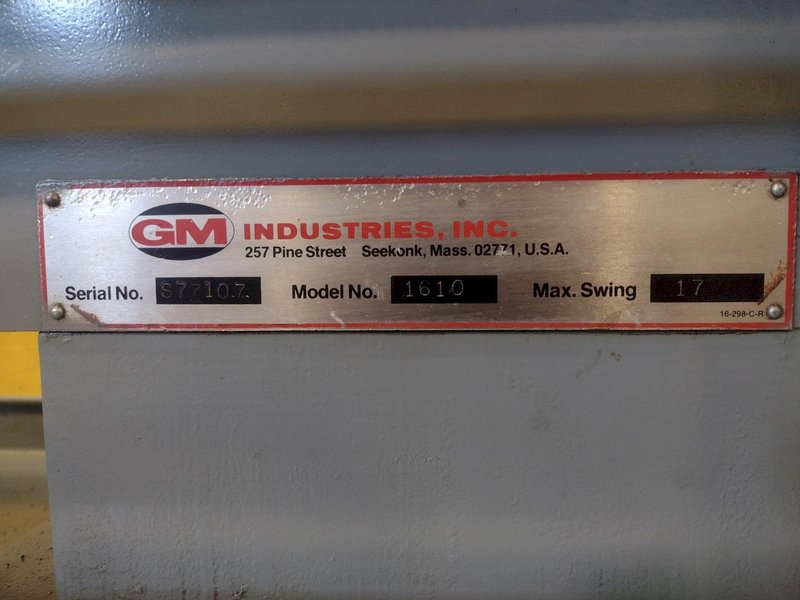 GM INDUSTRIES, INC.
257 Pine Street Seekonk, Mass. 02771, U.S.A.
Serial No. S77107 Model No. 1610 Max. Swing 17
16-298-C-R